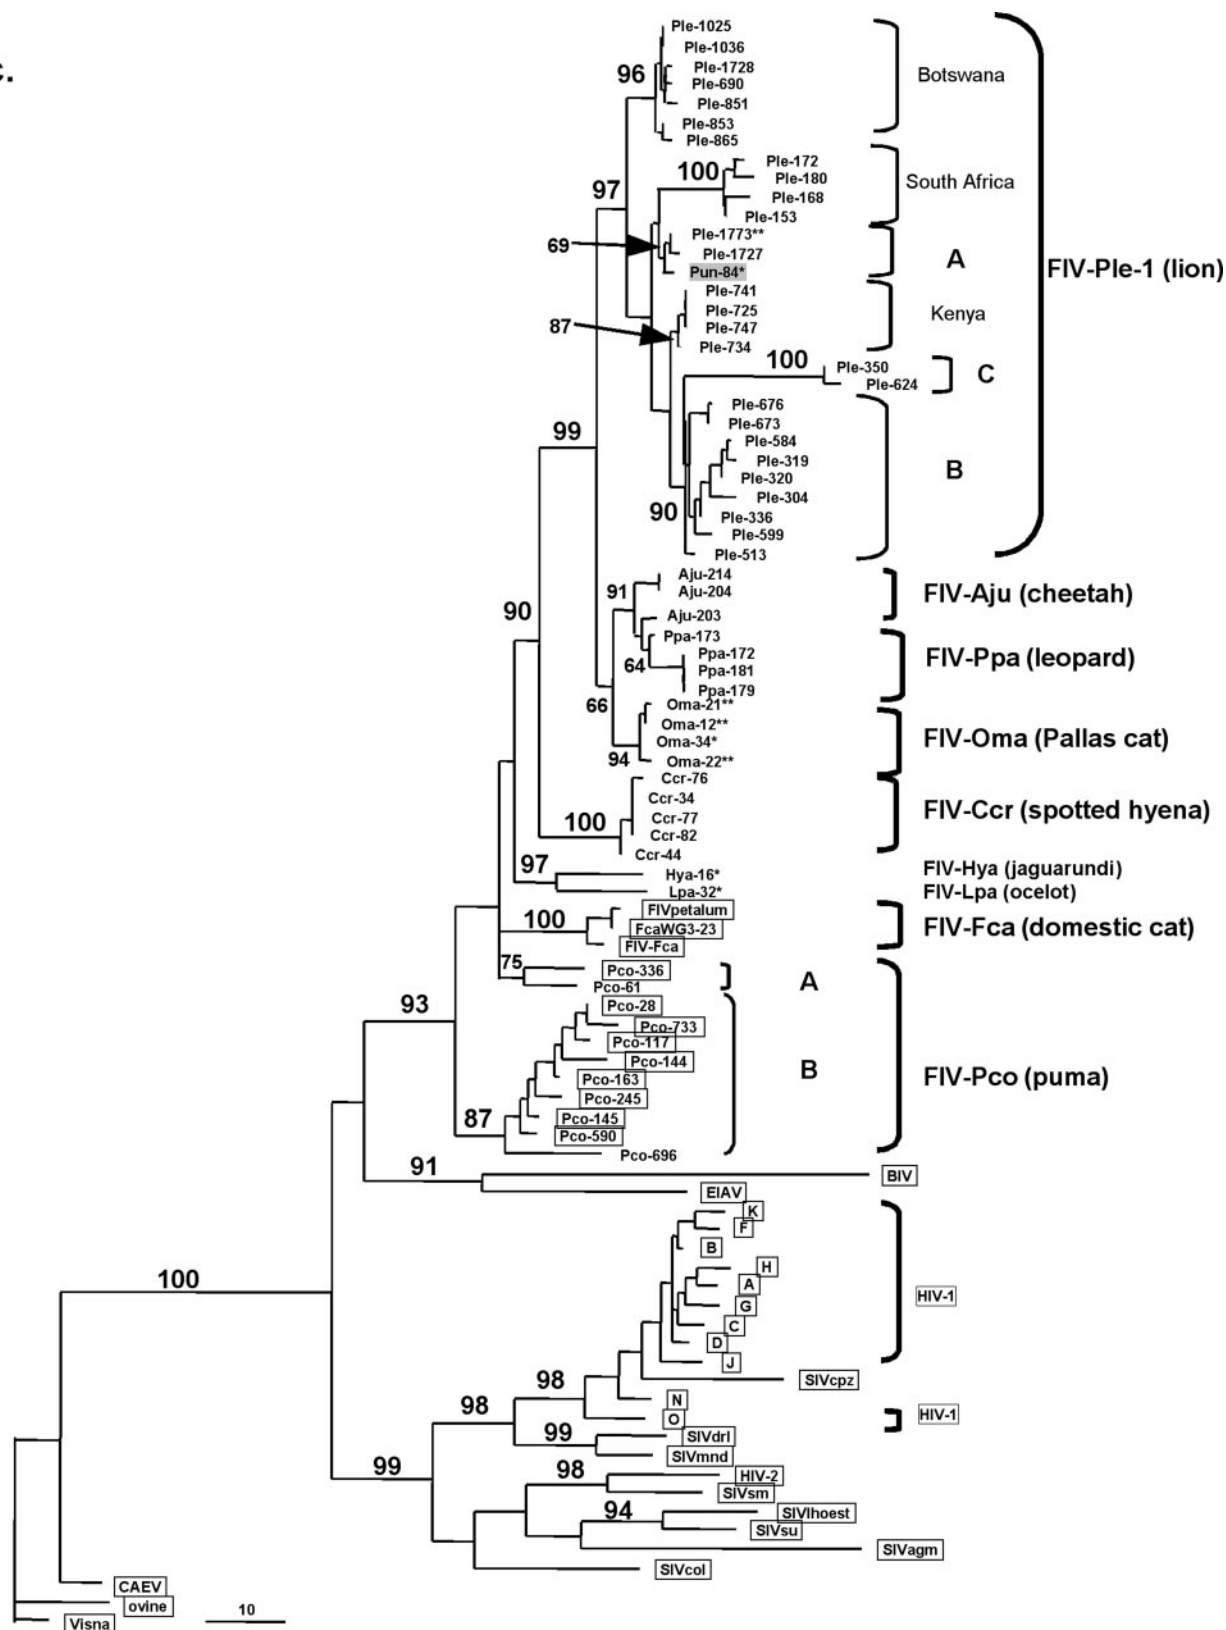 c.
Ple-1025
Ple-1036
Ple-1728
96
Ple-690
Botswana
Ple-851
Ple-853
Ple-865
Ple-172
100
Ple-180
South Africa
97
Ple-168
Ple-153
Ple-1773**
69
Ple-1727
A
FIV-Ple-1 (lion)
Pun-84*
Ple-741
Ple-725
Kenya
87
Ple-747
Ple-734
100
Ple-350
C
Ple-624
Ple-676
Ple-673
99
Ple-584
Ple-319
B
Ple-320
Ple-304
90
Ple-336
Ple-599
Ple-513
Aju-214
91
Aju-204
FIV-Aju (cheetah)
90
Aju-203
Ppa-173
Ppa-172
FIV-Ppa (leopard)
64
Ppa-181
Ppa-179
66
Oma-21**
Oma-12**
FIV-Oma (Pallas cat)
Oma-34*
94
Oma-22**
Ccr-76
Ccr-34
FIV-Ccr (spotted hyena)
100
Ccr-77
Ccr-82
Ccr-44
97
Hya-16*
FIV-Hya (jaguarundi)
Lpa-32*
FIV-Lpa (ocelot)
FIVpetalum
100
FcaWG3-23
FIV-Fca (domestic cat)
FIV-Fca
75
Pco-336
A
Pco-61
93
Pco-28
Pco-733
Pco-117
Pco-144
B
FIV-Pco (puma)
Pco-163
Pco-245
87
Pco-145
Pco-590
Pco-696
91
BIV
EIAV
K
F
B
H
100
A
HIV-1
G
C
D
J
98
SIVcpz
98
N
O
HIV-1
99
SIVdrl
SIVmnd
99
98
HIV-2
SIVsm
94
SIVlhoest
SIVsu
SIVagm
SIVcol
CAEV
ovine
10
Visna